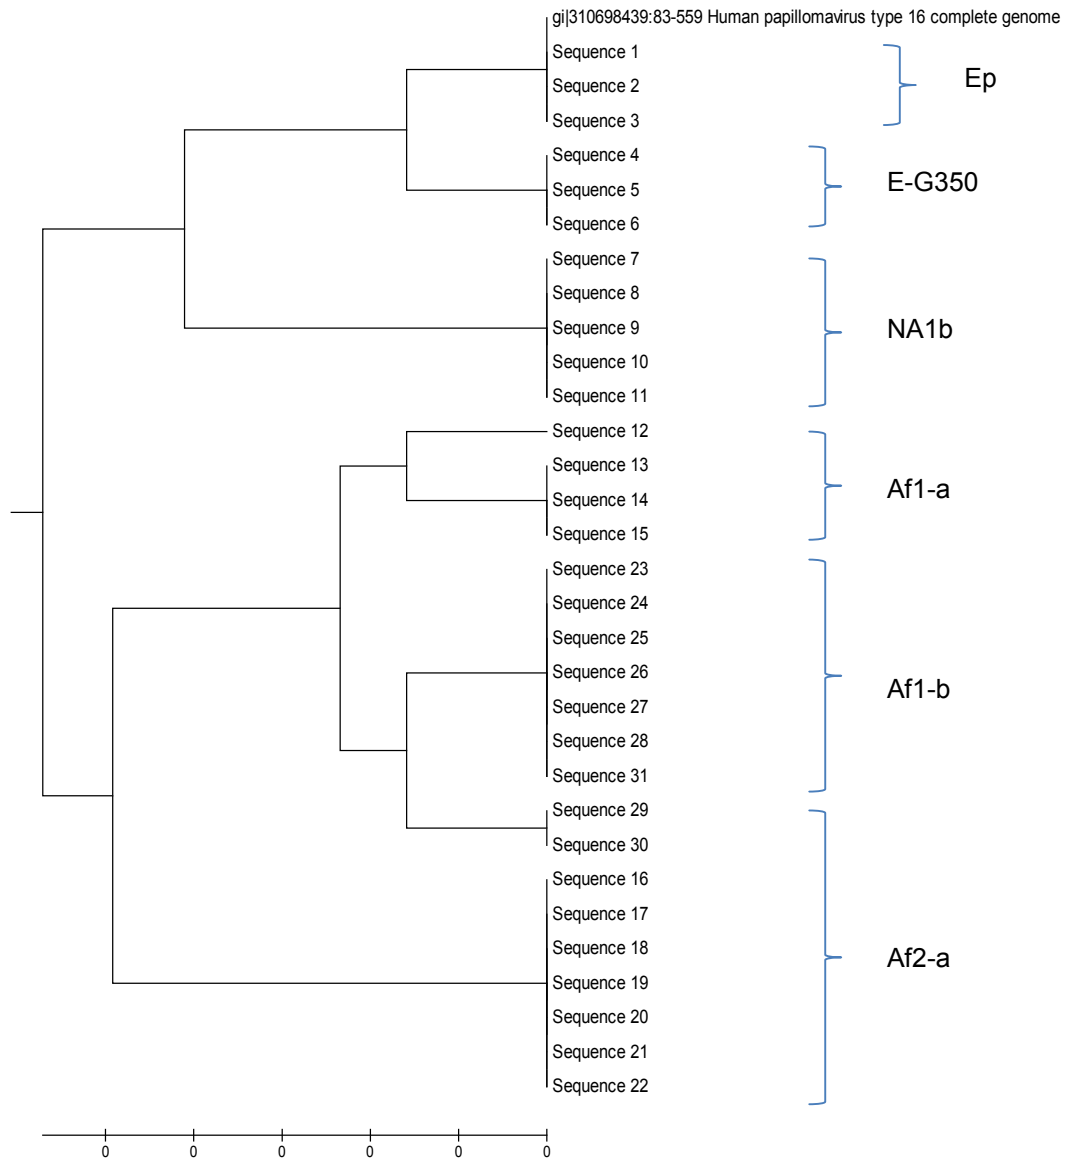 gi|310698439:83-559 Human papillomavirus type 16 complete genome
Sequence 1
Sequence 2
Ep
Sequence 3
Sequence 4
Sequence 5
E-G350
Sequence 6
Sequence 7
Sequence 8
Sequence 9
NA1b
Sequence 10
Sequence 11
Sequence 12
Sequence 13
Sequence 14
Af1-a
Sequence 15
Sequence 23
Sequence 24
Sequence 25
Sequence 26
Af1-b
Sequence 27
Sequence 28
Sequence 31
Sequence 29
Sequence 30
Sequence 16
Sequence 17
Sequence 18
Af2-a
Sequence 19
Sequence 20
Sequence 21
Sequence 22
0 0 0 0 0 0